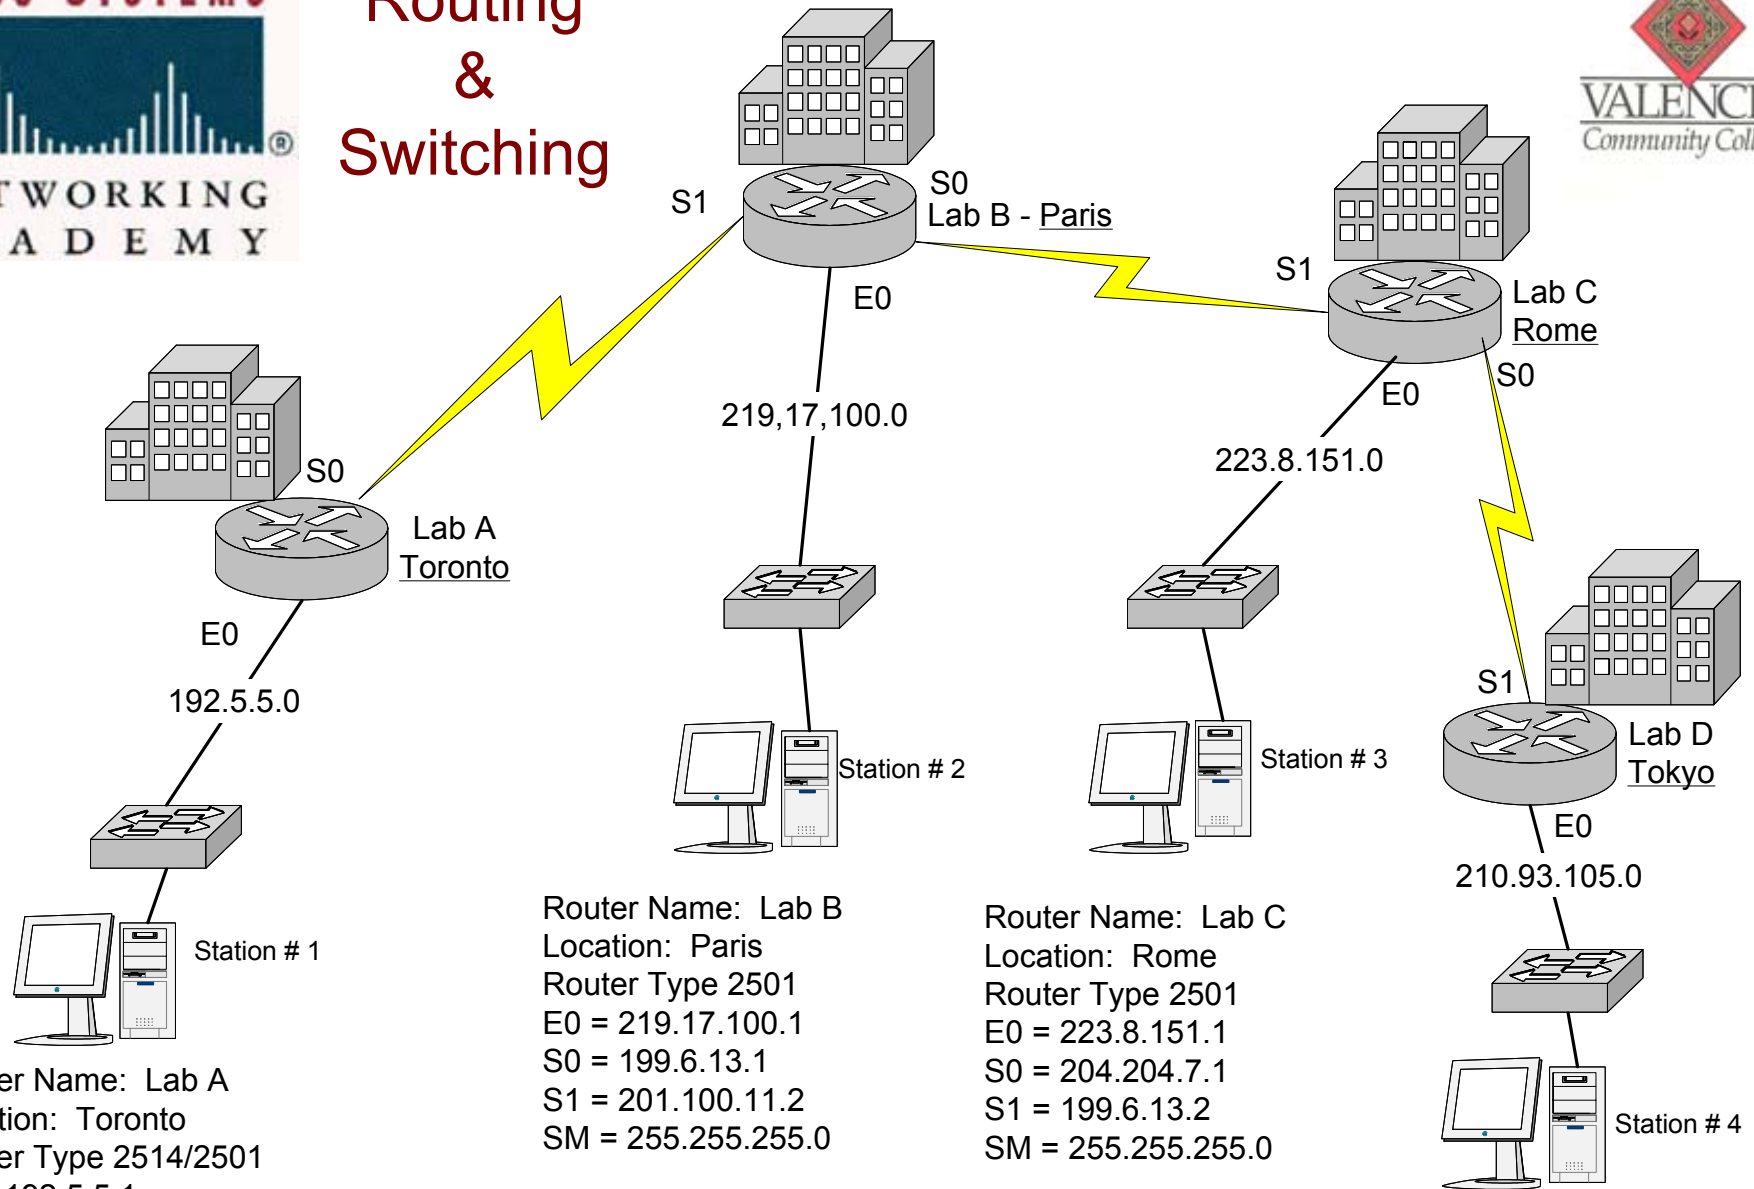 TWORKING
ADEMY
®
Routing
&
Switching
VALENCI
Community Coll
S1
S0
Lab B - Paris
E0
S1
Lab C
Rome
S0
E0
219,17,100.0
223.8.151.0
S0
Lab A
Toronto
E0
192.5.5.0
S1
Lab D
Tokyo
E0
210.93.105.0
Station # 1
Station # 2
Station # 3
Station # 4
er Name: Lab A
tion: Toronto
er Type 2514/2501
Router Name: Lab B
Location: Paris
Router Type 2501
E0 = 219.17.100.1
S0 = 199.6.13.1
S1 = 201.100.11.2
SM = 255.255.255.0
Router Name: Lab C
Location: Rome
Router Type 2501
E0 = 223.8.151.1
S0 = 204.204.7.1
S1 = 199.6.13.2
SM = 255.255.255.0